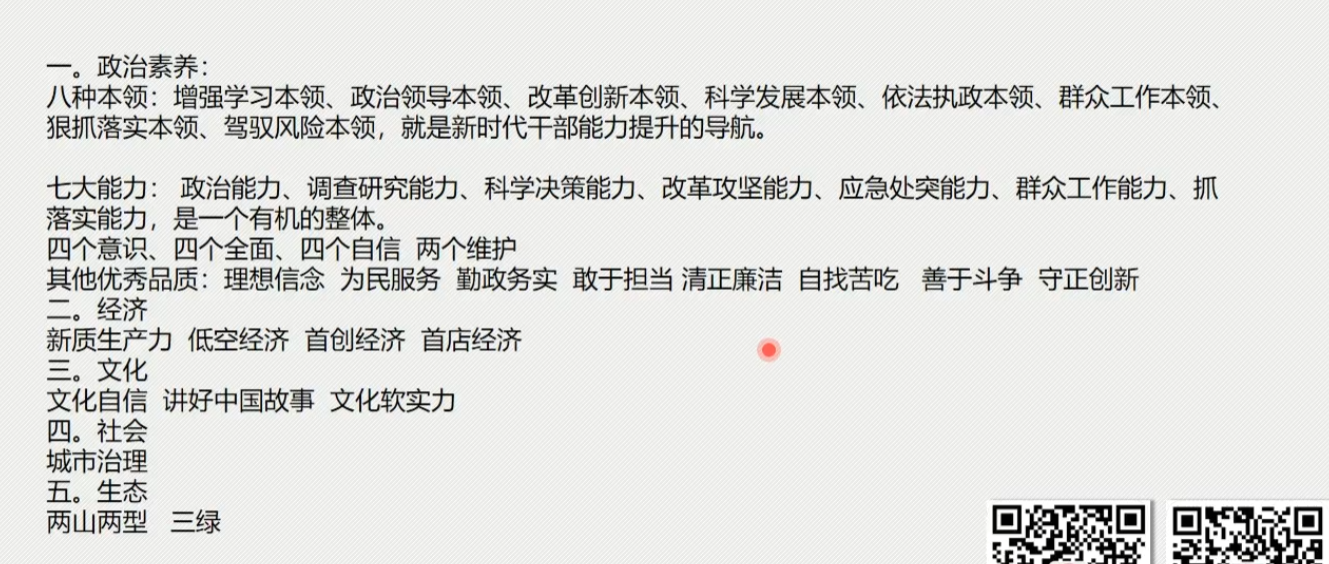 一。政治素养：
八种本领：增强学习本领、政治领导本领、改革创新本领、科学发展本领、依法执政本领、群众工作本领、
狠抓落实本领、驾驭风险本领，就是新时代干部能力提升的导航。
七大能力： 政治能力、调查研究能力、科学决策能力、改革攻坚能力、应急处突能力、群众工作能力、抓
落实能力，是一个有机的整体。
四个意识、四个全面、四个自信 两个维护
其他优秀品质：理想信念 为民服务 勤政务实 敢于担当 清正廉洁 自找苦吃 善于斗争 守正创新
二。经济
新质生产力 低空经济 首创经济 首店经济
三。文化
文化自信 讲好中国故事 文化软实力
四。社会
城市治理
五。生态
两山两型 三绿